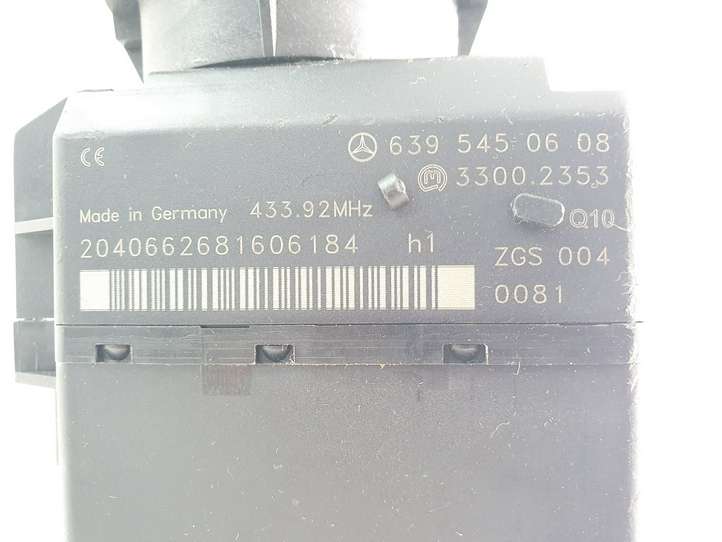 CE 639 545 06 08
3300.2353
Made in Germany 433.92MHz Q10
2040662681606184 h1 ZGS 004
0081